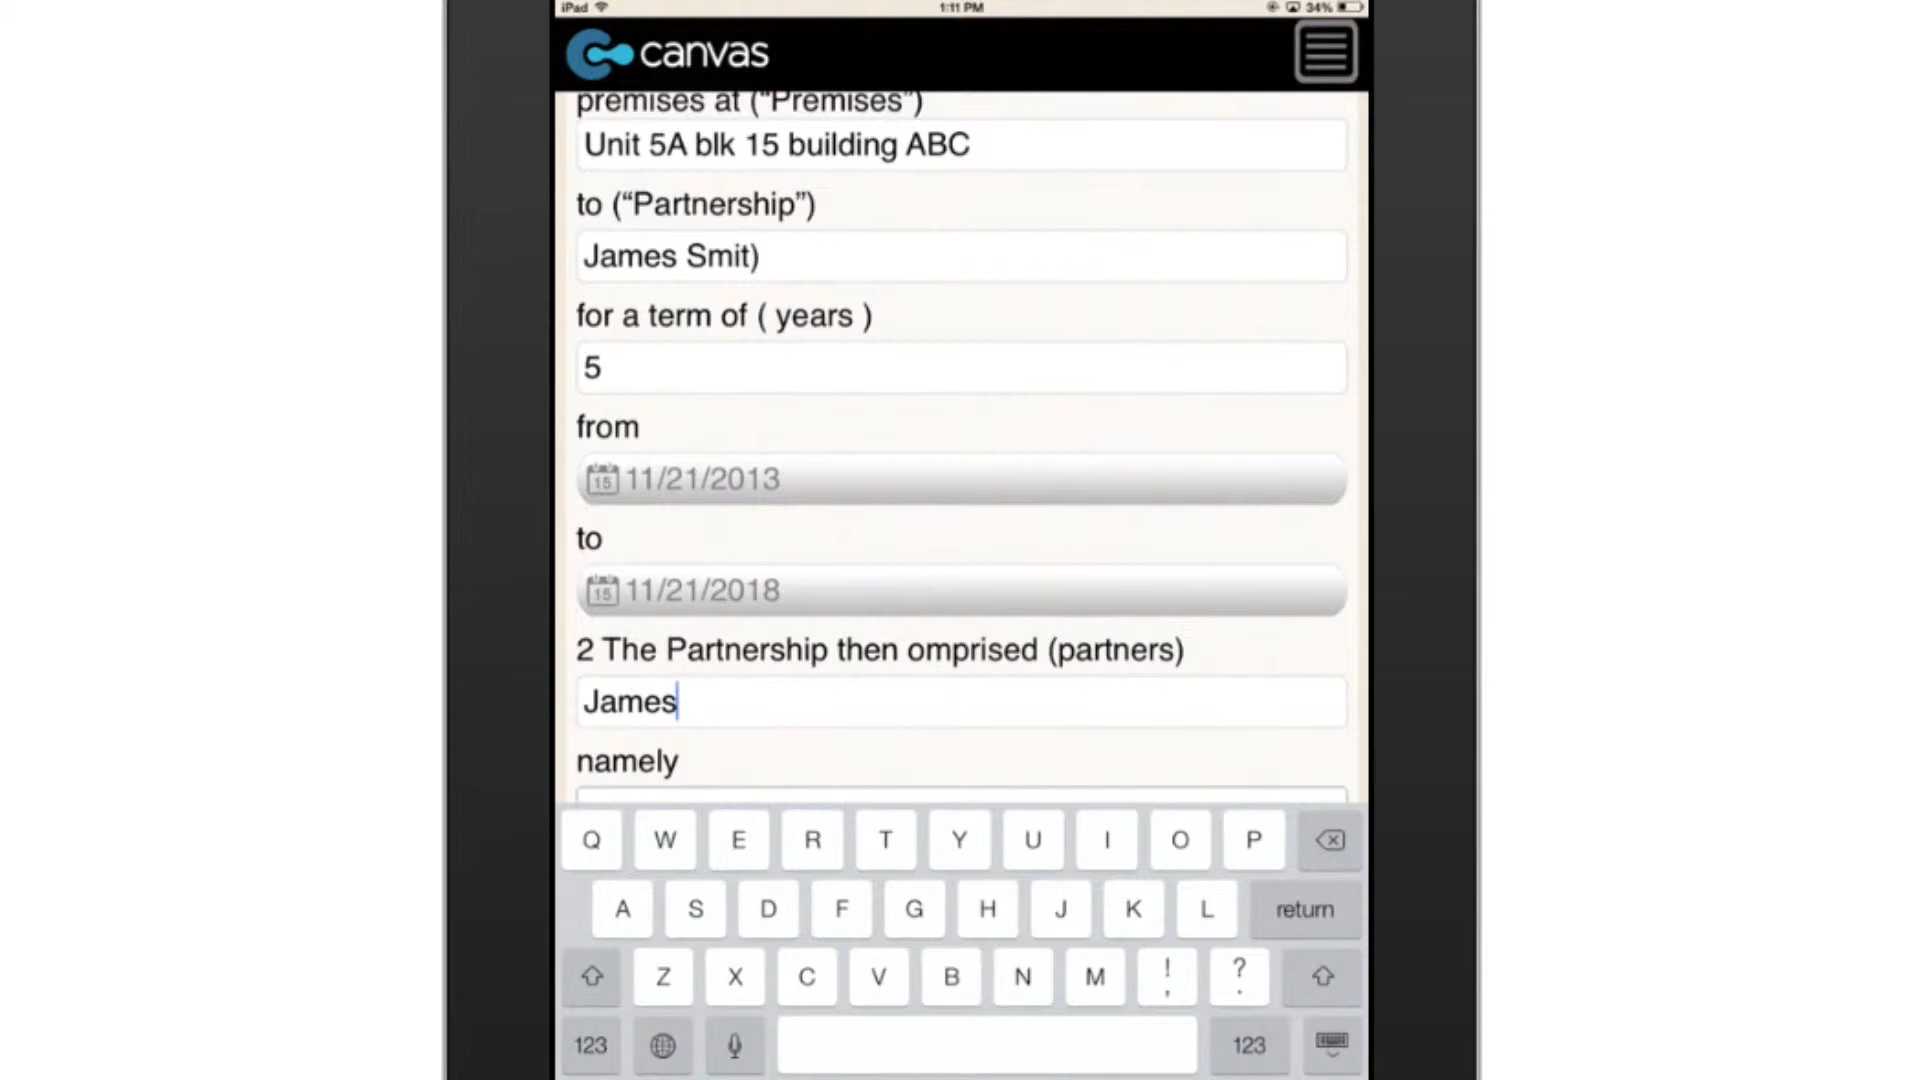 iPad
1:11 PM
34%
canvas
premises at (“Premises”)
Unit 5A blk 15 building ABC
to (“Partnership”)
James Smit)
for a term of ( years )
5
from
15 11/21/2013
to
15 11/21/2018
2 The Partnership then omprised (partners)
James
namely
Q W E R T Y U I O P
A S D F G H J K L return
Z X C V B N M ! , ? .
123 123